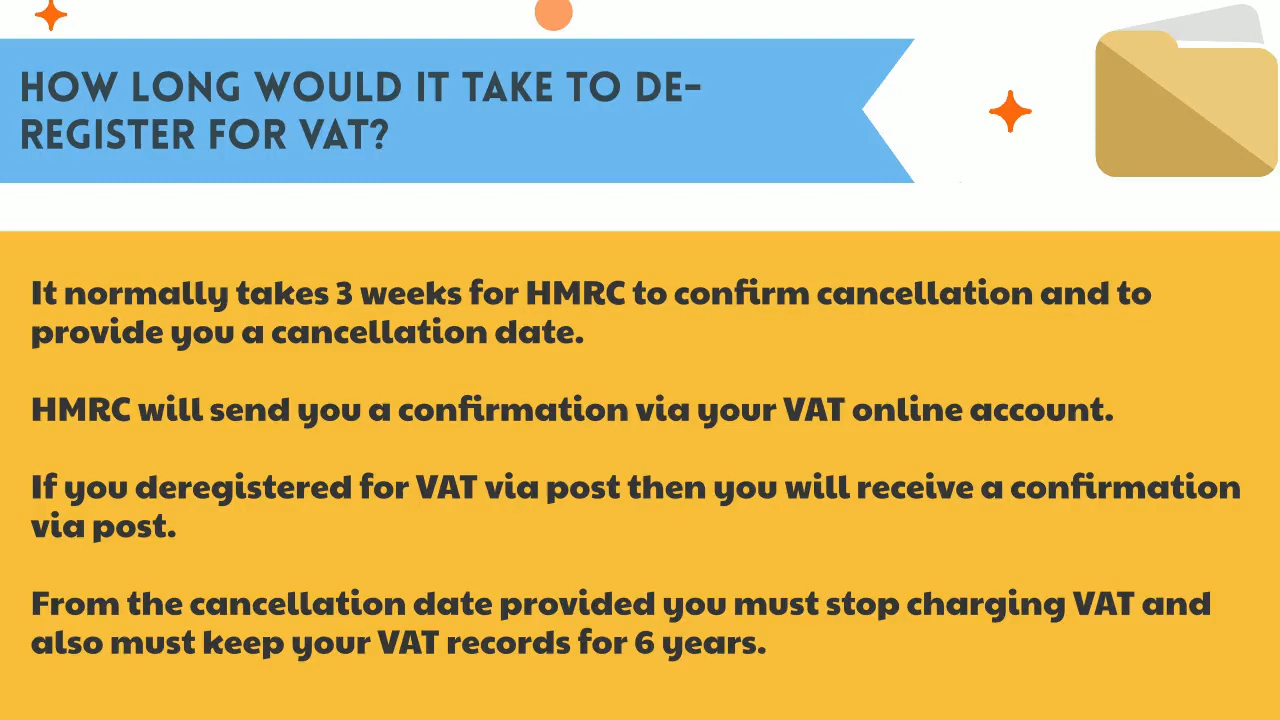 HOW LONG WOULD IT TAKE TO DE-
REGISTER FOR VAT?
It normally takes 3 weeks for HMRC to confirm cancellation and to
provide you a cancellation date.
HMRC will send you a confirmation via your VAT online account.
If you deregistered for VAT via post then you will receive a confirmation
via post.
From the cancellation date provided you must stop charging VAT and
also must keep your VAT records for 6 years.